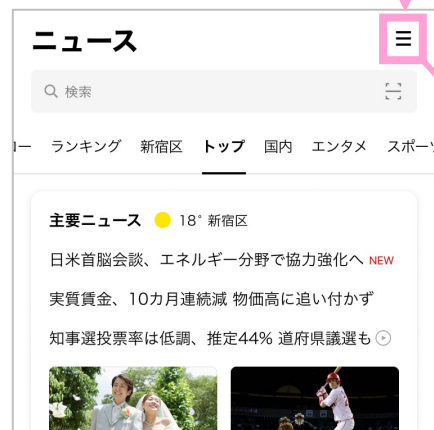 ニュース
検索
ランキング 新宿区 トップ 国内 エンタメ スポー
主要ニュース 18° 新宿区
日米首脳会談、エネルギー分野で協力強化へ NEW
実質賃金、10カ月連続減 物価高に追い付かず
知事選投票率は低調、推定44% 道府県議選も